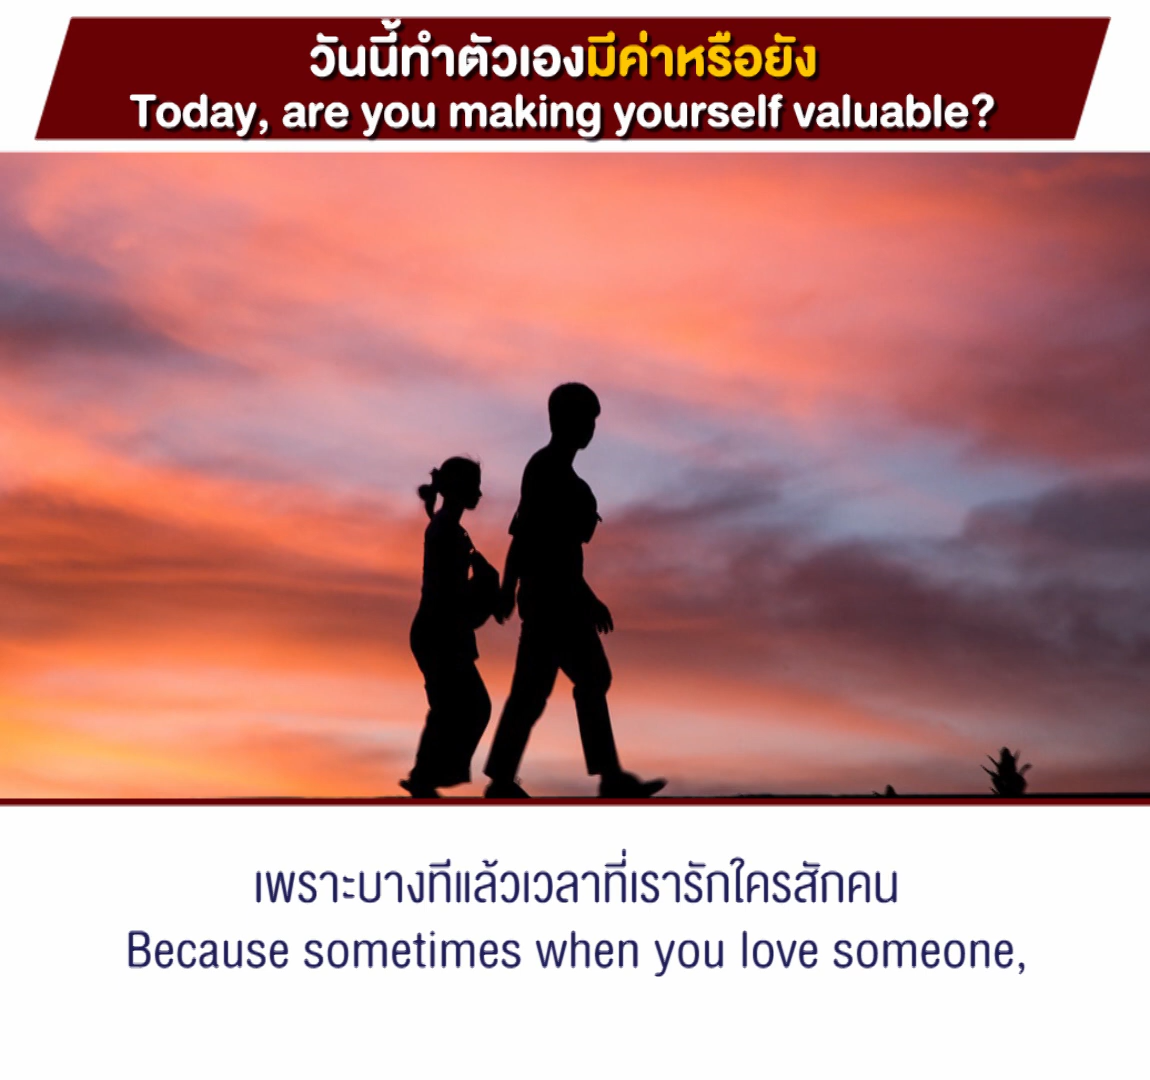 วันนี้ทำตัวเองมีค่าหรือยัง
Today, are you making yourself valuable?
เพราะบางทีแล้วเวลาที่เรารักใครสักคน
Because sometimes when you love someone,